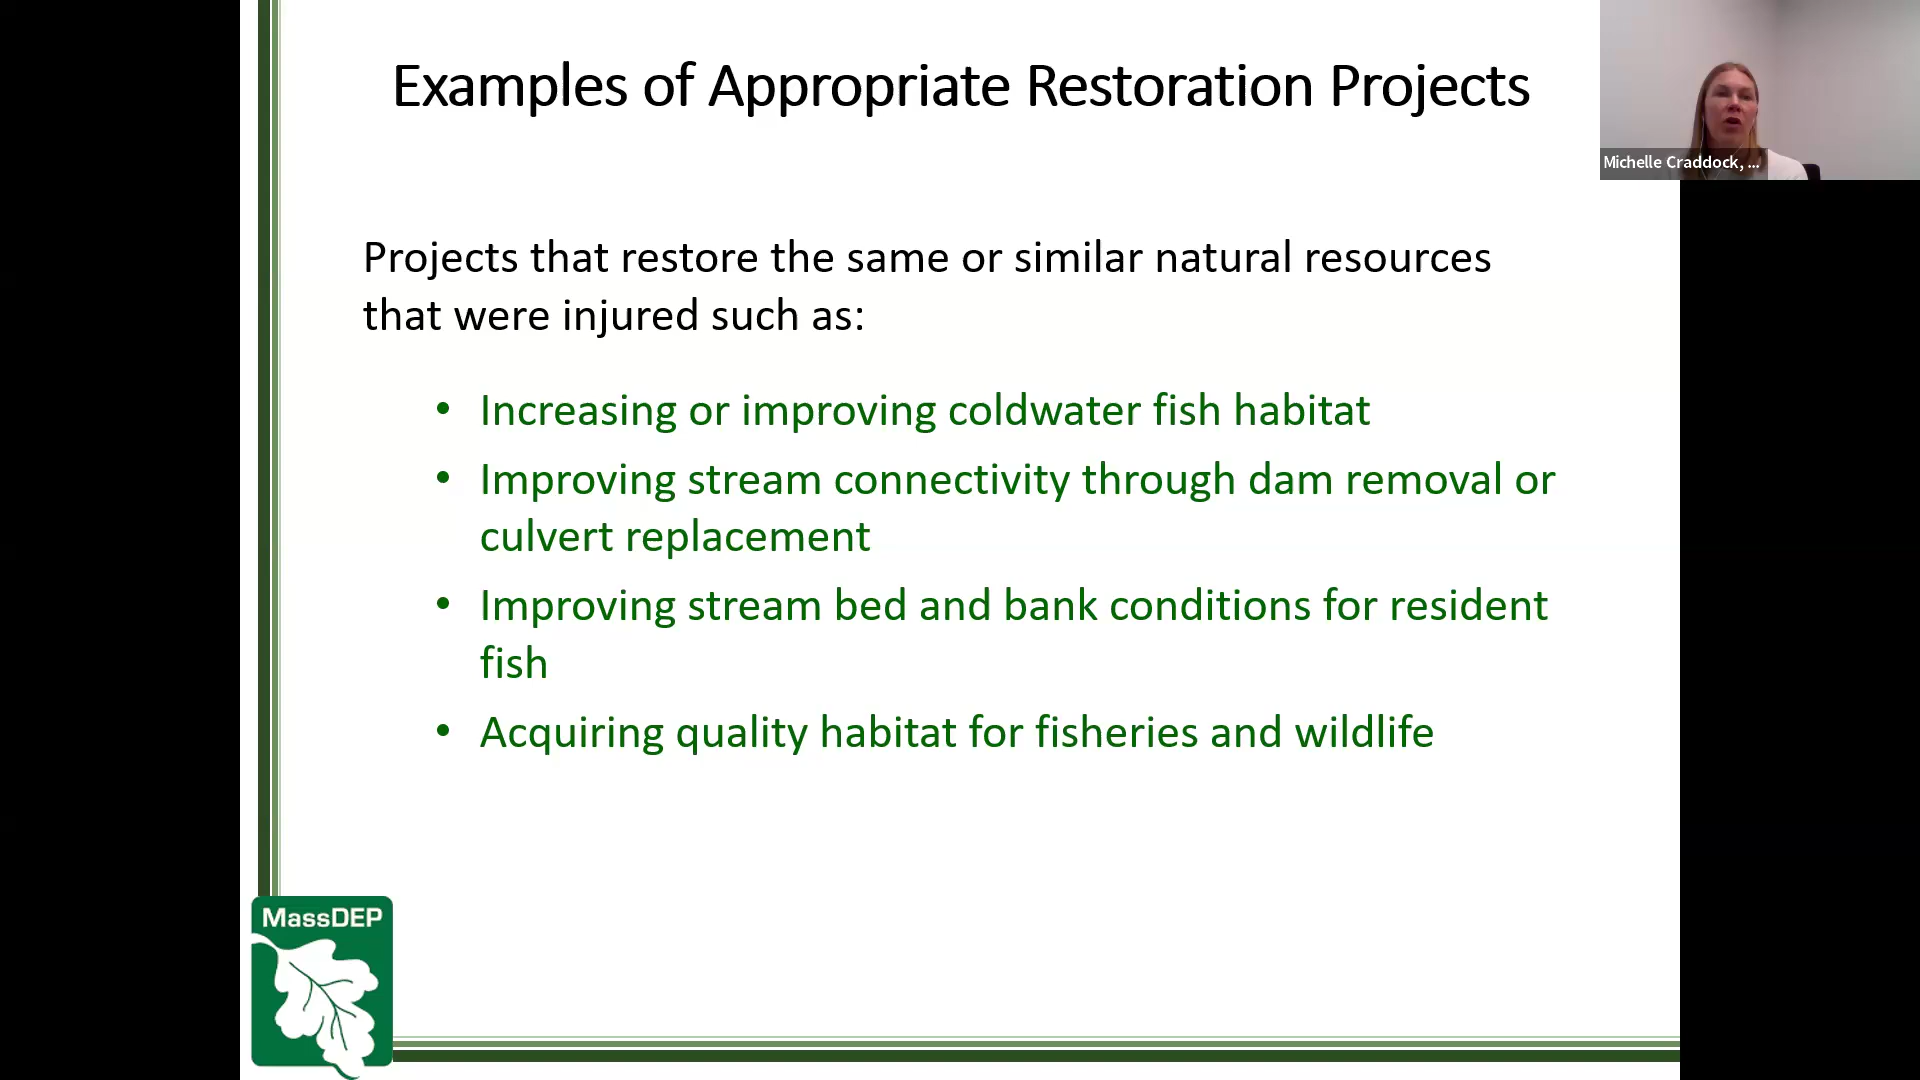 Examples of Appropriate Restoration Projects
Michelle Craddock, ...
Projects that restore the same or similar natural resources
that were injured such as:
• Increasing or improving coldwater fish habitat
• Improving stream connectivity through dam removal or
culvert replacement
• Improving stream bed and bank conditions for resident
fish
• Acquiring quality habitat for fisheries and wildlife
MassDEP